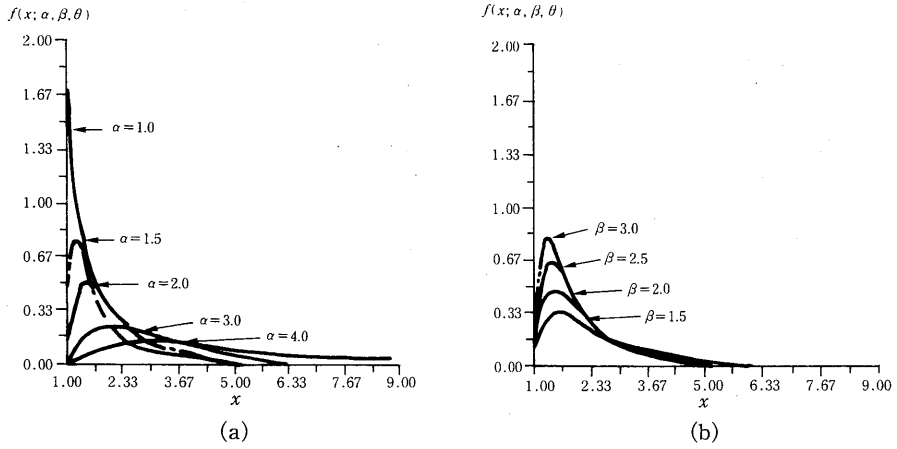 f(x; α, β, θ)
2.00
1.67
1.33
1.00
0.67
0.33
0.00
α=1.0
α=1.5
α=2.0
α=3.0
α=4.0
1.00 2.33 3.67 5.00 6.33 7.67 9.00
x
(a)
f(x; α, β, θ)
2.00
1.67
1.33
1.00
0.67
0.33
0.00
β=3.0
β=2.5
β=2.0
β=1.5
1.00 2.33 3.67 5.00 6.33 7.67 9.00
x
(b)